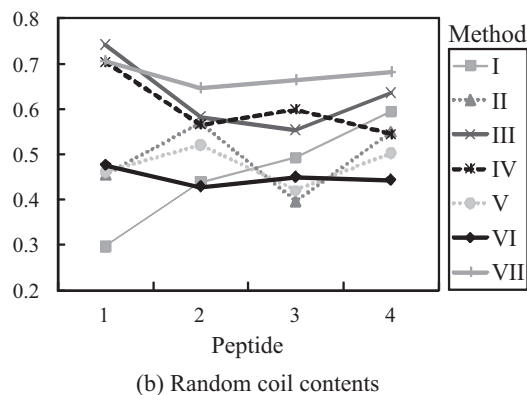 0.8
0.7
0.6
0.5
0.4
0.3
0.2
1 2 3 4
Peptide
Method
I
II
III
IV
V
VI
VII
(b) Random coil contents